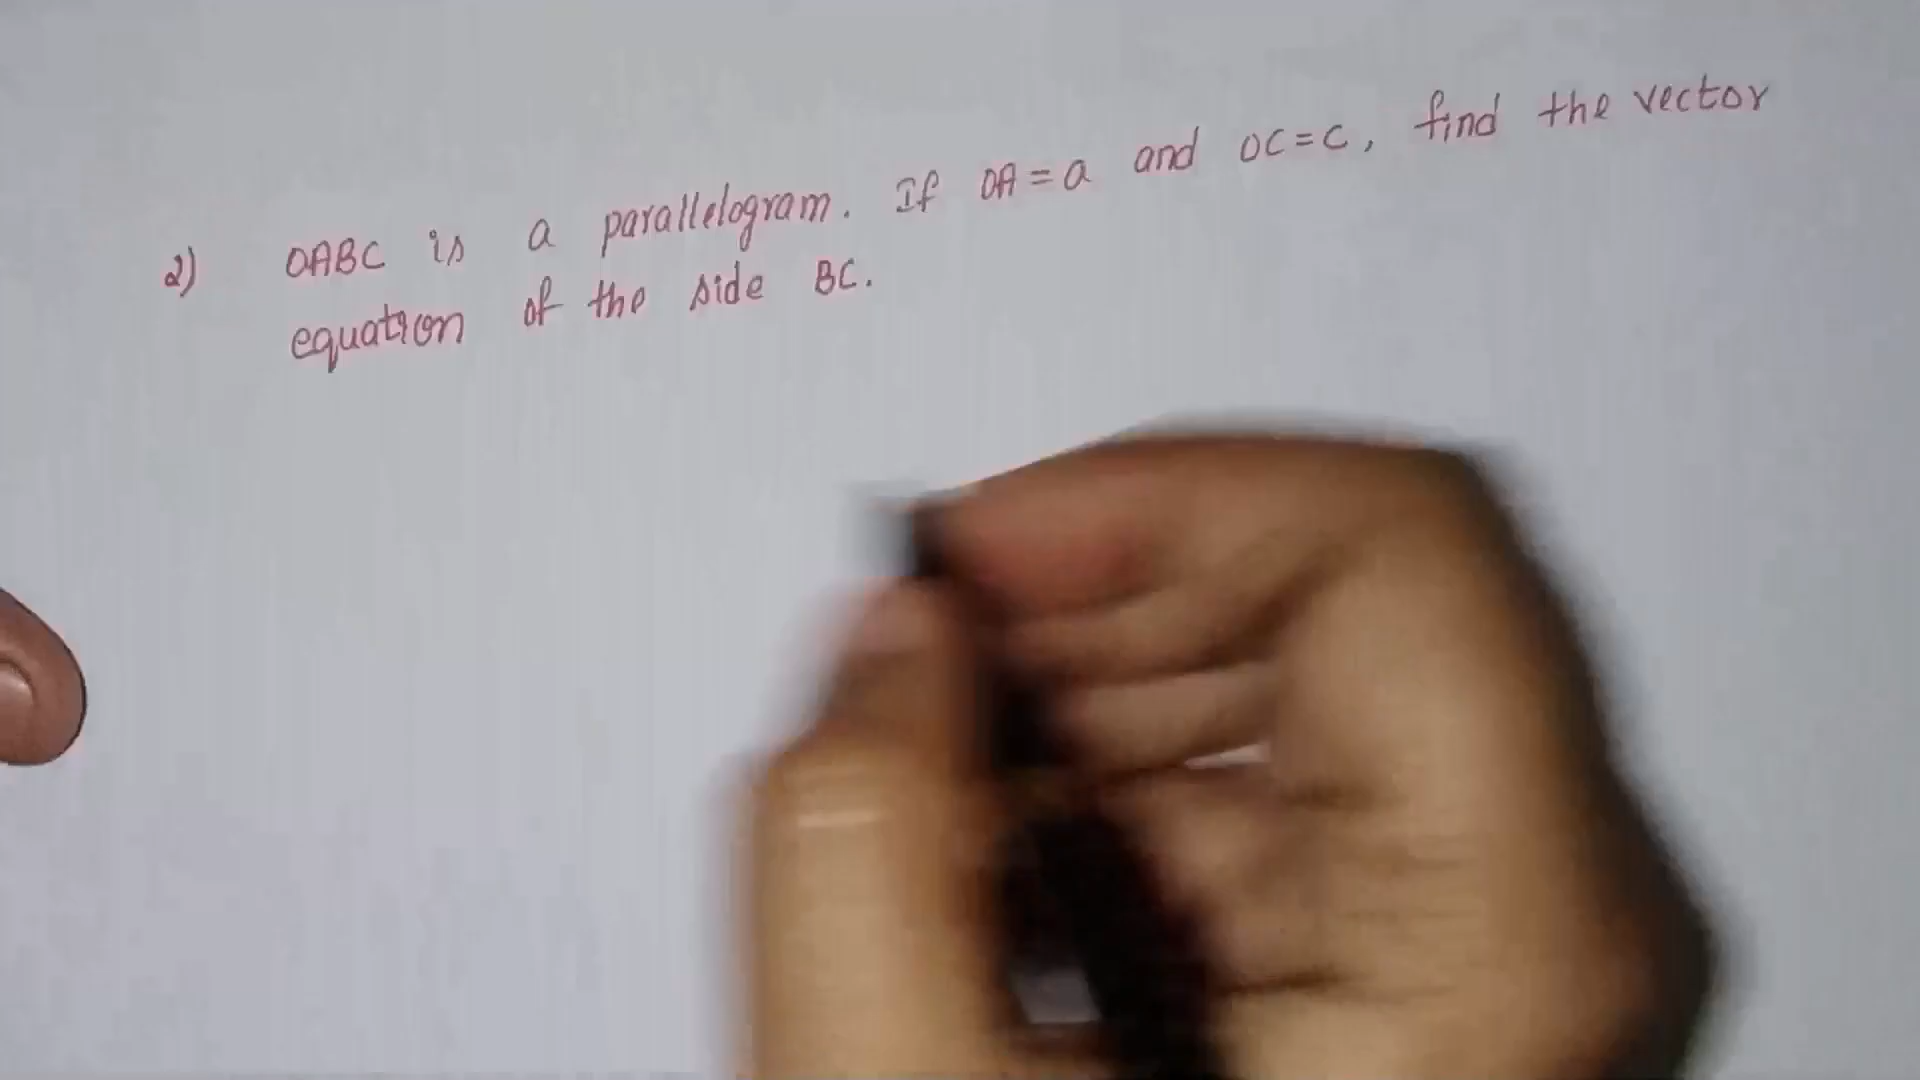 2) OABC is a parallelogram. If OA = a and OC = c, find the vector
equation of the side BC.